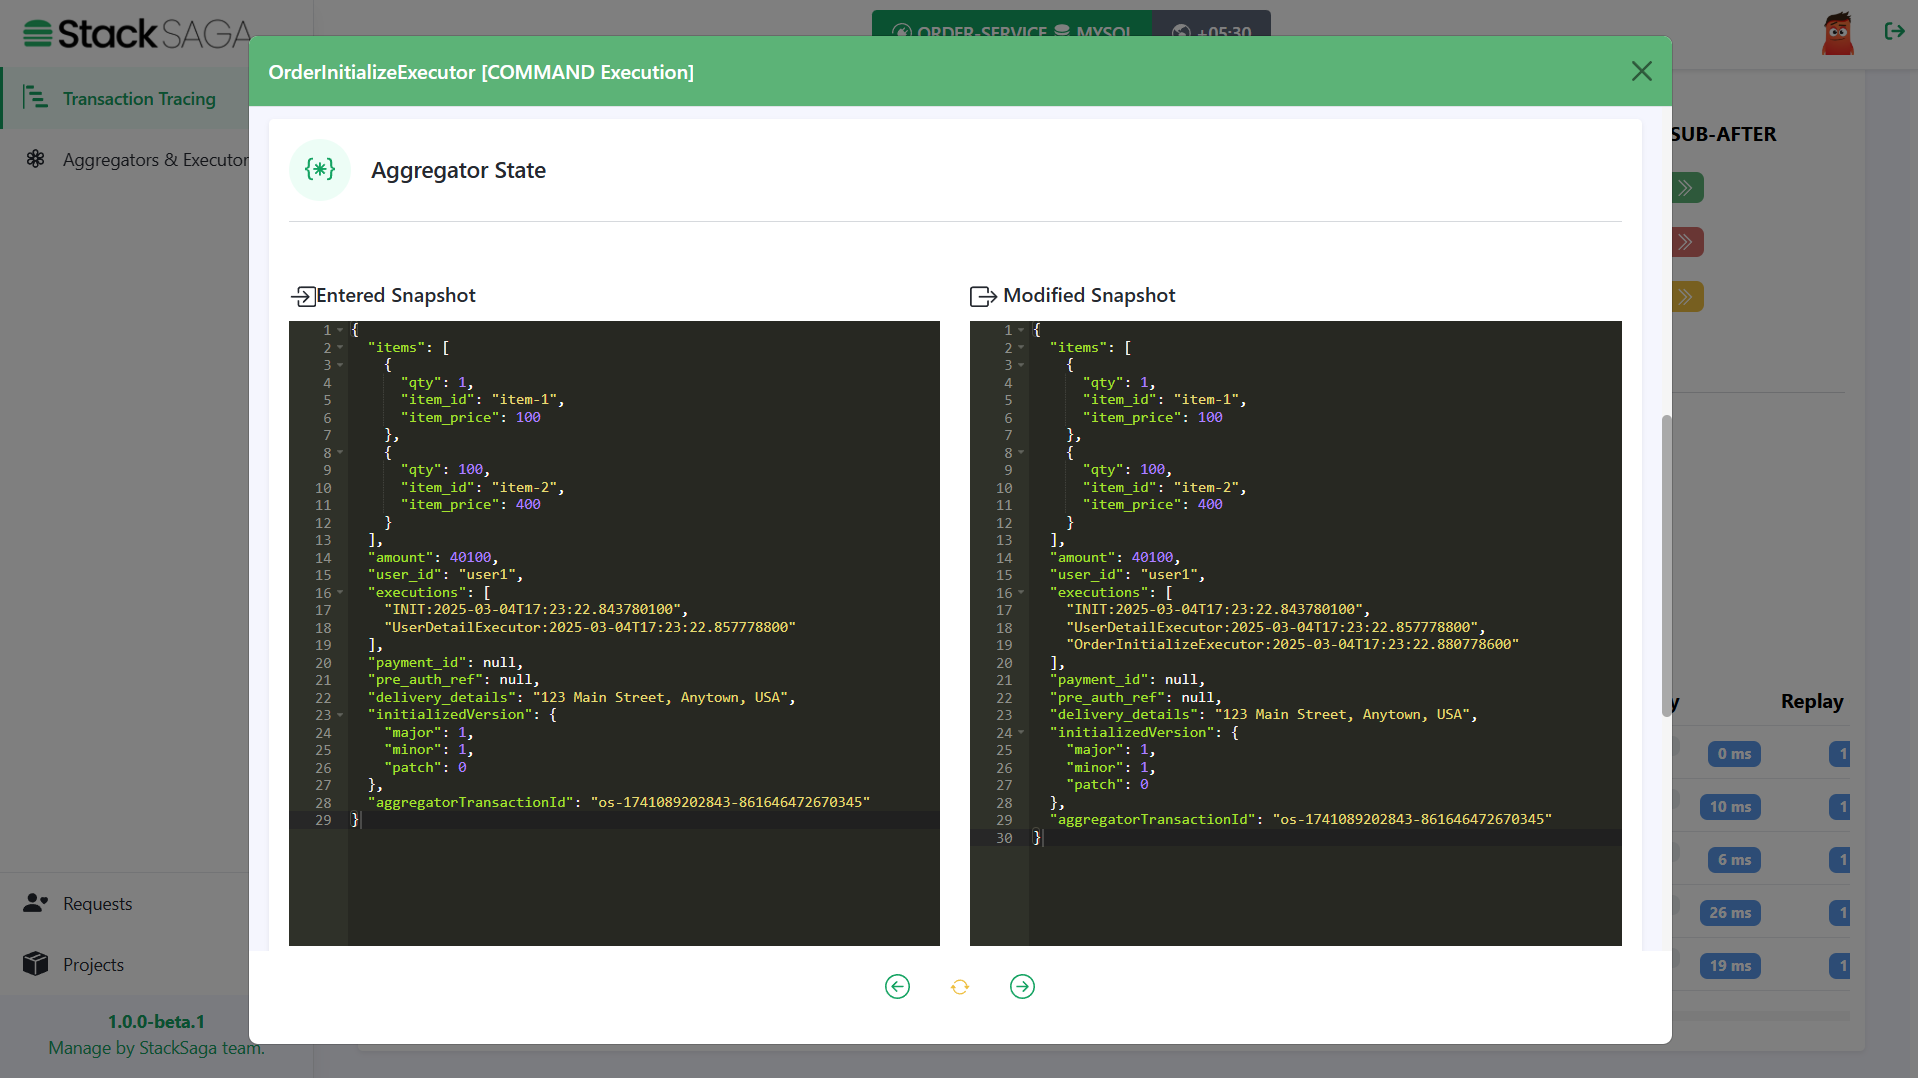 StackSAGA
ORDER-SERVICE MYSQL
+05:30
Transaction Tracing
Aggregators & Executor
Requests
Projects
1.0.0-beta.1
Manage by StackSaga team.
OrderInitializeExecutor [COMMAND Execution]
{*}
Aggregator State
Entered Snapshot
1 {
2 "items": [
3 {
4 "qty": 1,
5 "item_id": "item-1",
6 "item_price": 100
7 },
8 {
9 "qty": 100,
10 "item_id": "item-2",
11 "item_price": 400
12 }
13 ],
14 "amount": 40100,
15 "user_id": "user1",
16 "executions": [
17 "INIT:2025-03-04T17:23:22.843780100",
18 "UserDetailExecutor:2025-03-04T17:23:22.857778800"
19 ],
20 "payment_id": null,
21 "pre_auth_ref": null,
22 "delivery_details": "123 Main Street, Anytown, USA",
23 "initializedVersion": {
24 "major": 1,
25 "minor": 1,
26 "patch": 0
27 },
28 "aggregatorTransactionId": "os-1741089202843-861646472670345"
29 }
Modified Snapshot
1 {
2 "items": [
3 {
4 "qty": 1,
5 "item_id": "item-1",
6 "item_price": 100
7 },
8 {
9 "qty": 100,
10 "item_id": "item-2",
11 "item_price": 400
12 }
13 ],
14 "amount": 40100,
15 "user_id": "user1",
16 "executions": [
17 "INIT:2025-03-04T17:23:22.843780100",
18 "UserDetailExecutor:2025-03-04T17:23:22.857778800",
19 "OrderInitializeExecutor:2025-03-04T17:23:22.880778600"
20 ],
21 "payment_id": null,
22 "pre_auth_ref": null,
23 "delivery_details": "123 Main Street, Anytown, USA",
24 "initializedVersion": {
25 "major": 1,
26 "minor": 1,
27 "patch": 0
28 },
29 "aggregatorTransactionId": "os-1741089202843-861646472670345"
30 }
SUB-AFTER
y Replay
0 ms 1
10 ms 1
6 ms 1
26 ms 1
19 ms 1